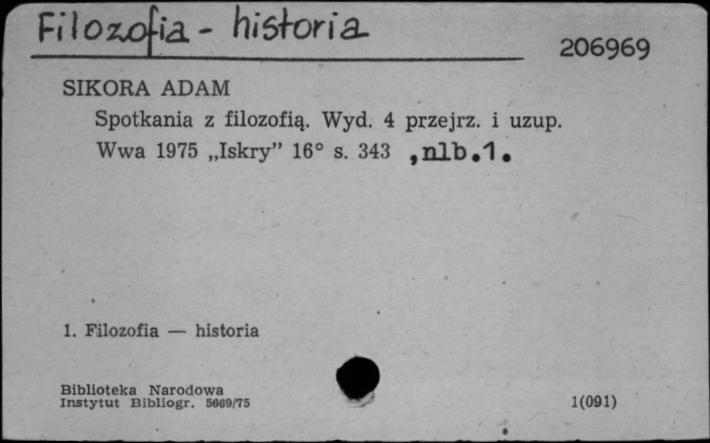 Filozofia - historia
206969
SIKORA ADAM
Spotkania z filozofią. Wyd. 4 przejrz. i uzup.
Wwa 1975 „Iskry” 16° s. 343 ,nlb.1.
1. Filozofia — historia
Biblioteka Narodowa
Instytut Bibliogr. 5669/75
1(091)